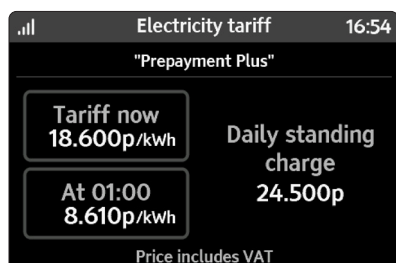 Electricity tariff 16:54
"Prepayment Plus"
Tariff now
18.600p/kWh
At 01:00
8.610p/kWh
Daily standing
charge
24.500p
Price includes VAT